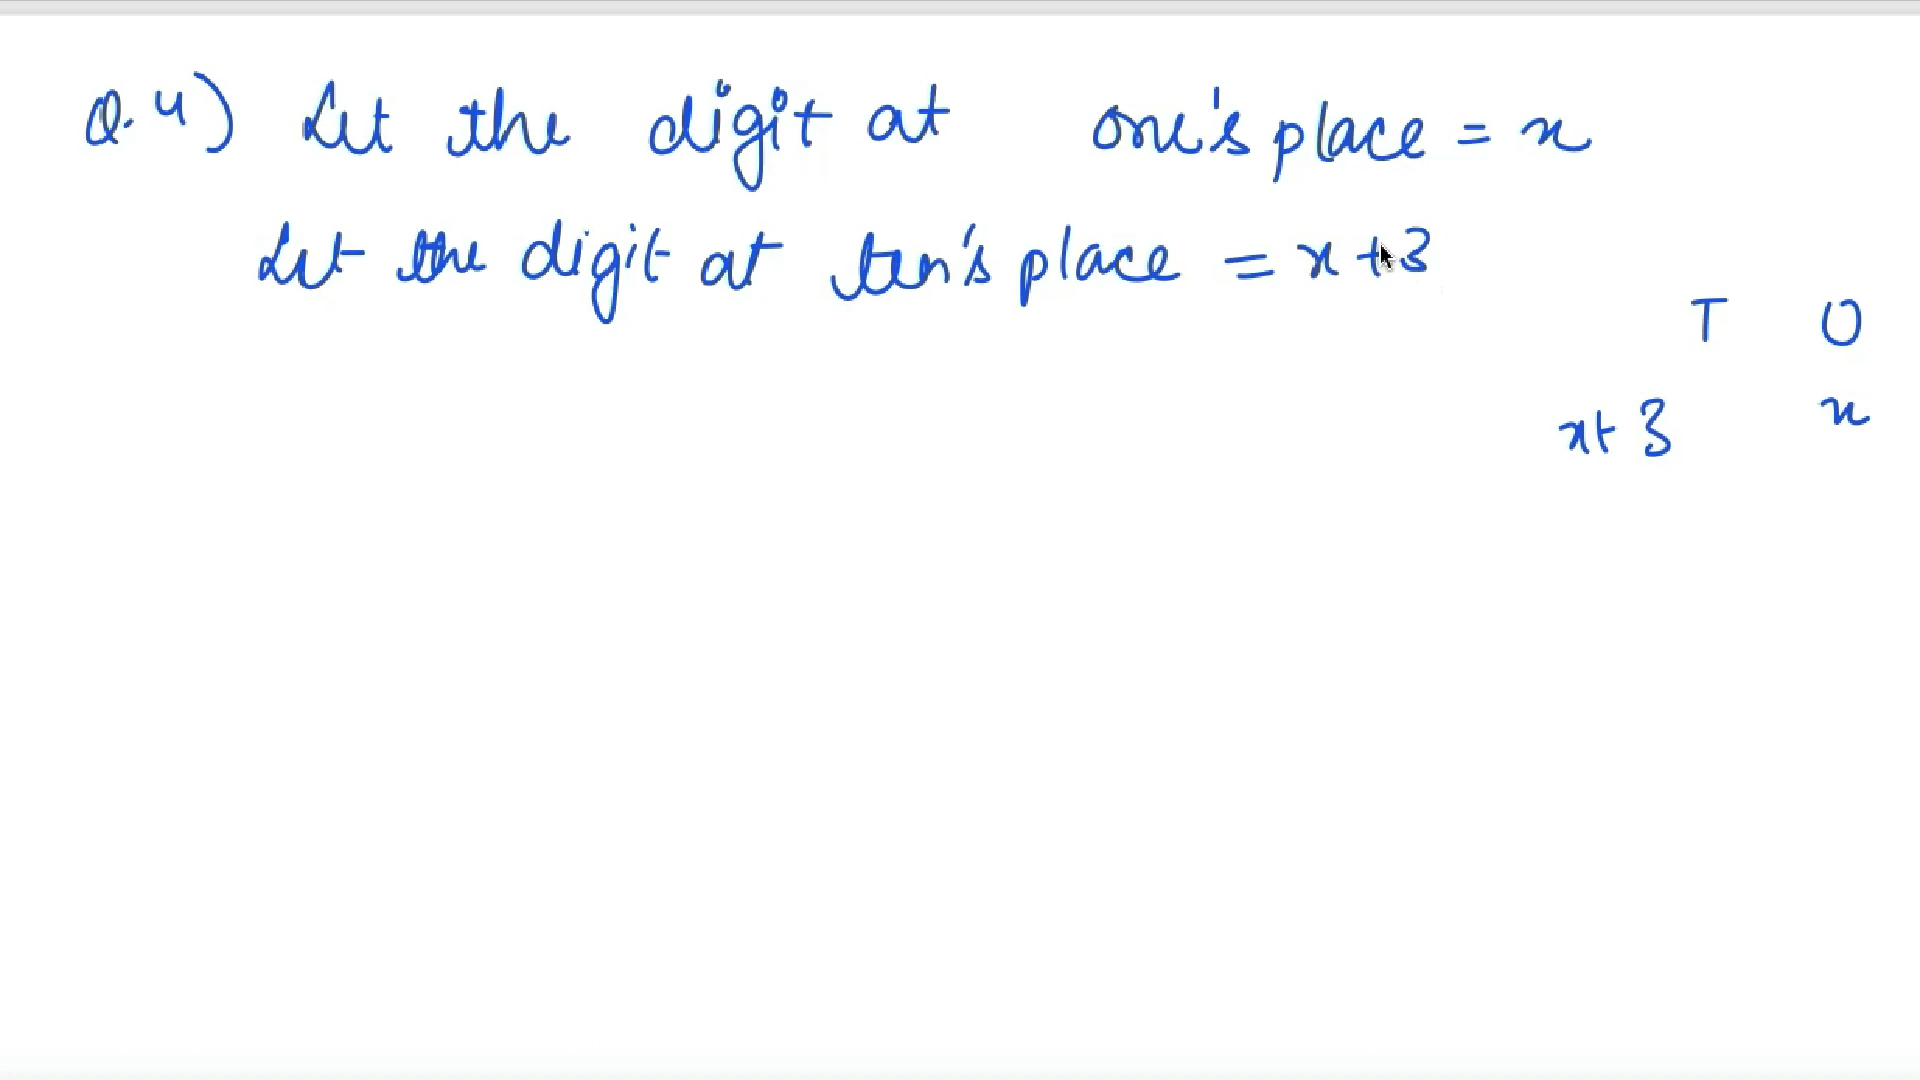 Q.4) Let the digit at one's place = x
Let the digit at ten's place = x + 3
T O
x+ 3 x